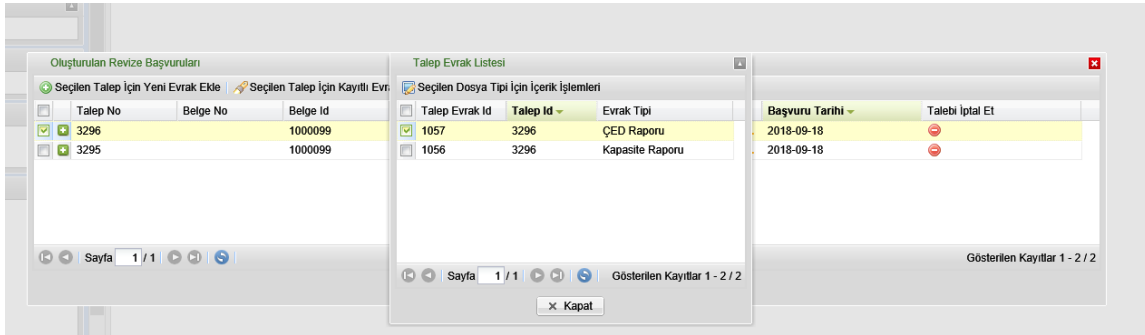 Oluşturulan Revize Başvuruları
Seçilen Talep İçin Yeni Evrak Ekle
Seçilen Talep İçin Kayıtlı Evra
Talep No
Belge No
Belge Id
3296
1000099
3295
1000099
Sayfa 1 / 1
Talep Evrak Listesi
Seçilen Dosya Tipi İçin İçerik İşlemleri
Talep Evrak Id
Talep Id
Evrak Tipi
1057
3296
ÇED Raporu
1056
3296
Kapasite Raporu
Sayfa 1 / 1
Gösterilen Kayıtlar 1 - 2 / 2
Kapat
Başvuru Tarihi
Talebi İptal Et
2018-09-18
2018-09-18
Gösterilen Kayıtlar 1 - 2 / 2